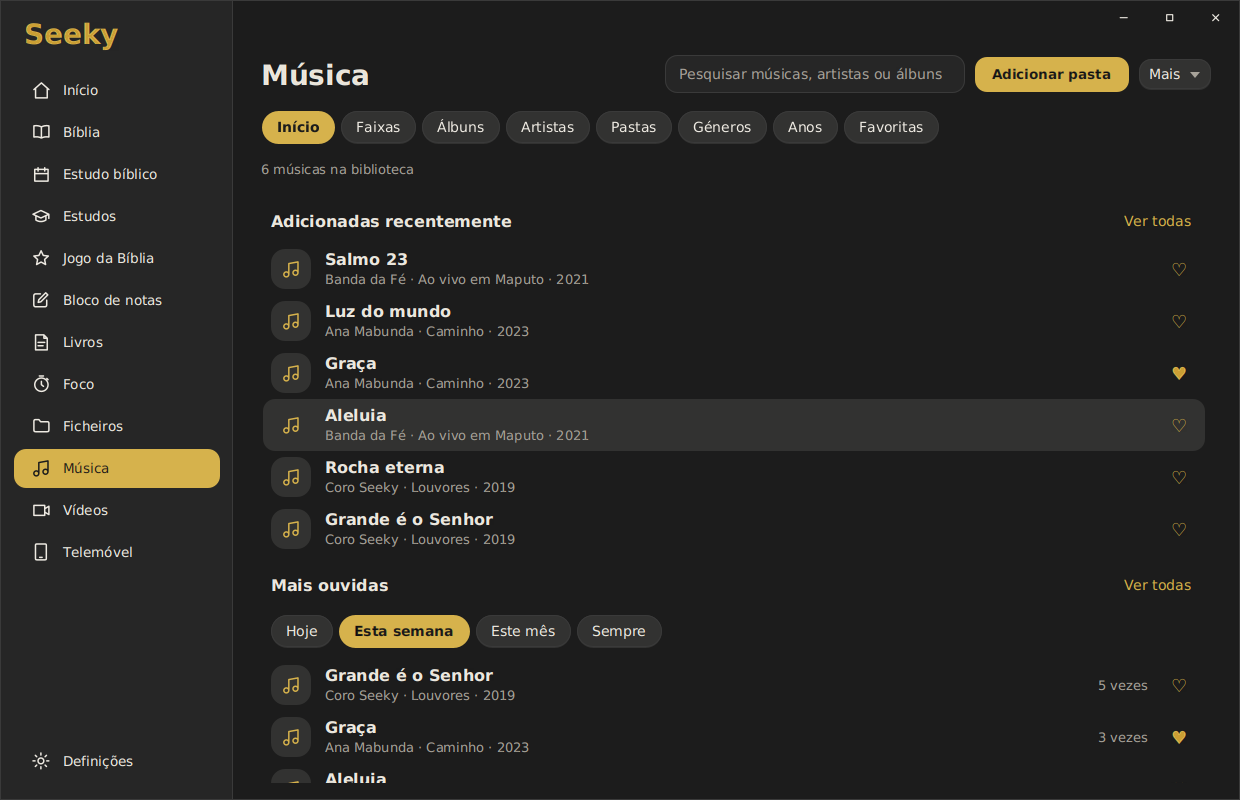 Seeky
Início
Bíblia
Estudo bíblico
Estudos
Jogo da Bíblia
Bloco de notas
Livros
Foco
Ficheiros
Música
Vídeos
Telemóvel
Definições
Música
Pesquisar músicas, artistas ou álbuns
Adicionar pasta
Mais
Início Faixas Álbuns Artistas Pastas Géneros Anos Favoritas
6 músicas na biblioteca
Adicionadas recentemente
Ver todas
Salmo 23
Banda da Fé · Ao vivo em Maputo · 2021
Luz do mundo
Ana Mabunda · Caminho · 2023
Graça
Ana Mabunda · Caminho · 2023
Aleluia
Banda da Fé · Ao vivo em Maputo · 2021
Rocha eterna
Coro Seeky · Louvores · 2019
Grande é o Senhor
Coro Seeky · Louvores · 2019
Mais ouvidas
Ver todas
Hoje Esta semana Este mês Sempre
Grande é o Senhor
Coro Seeky · Louvores · 2019
5 vezes
Graça
Ana Mabunda · Caminho · 2023
3 vezes
Aleluia